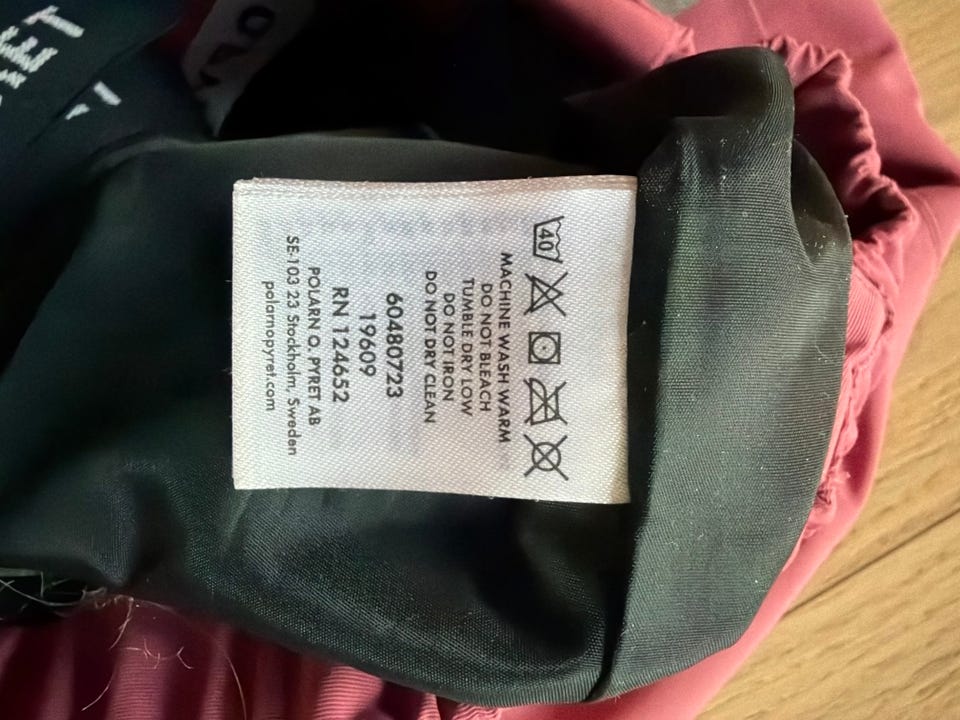 40
MACHINE WASH WARM
DO NOT BLEACH
TUMBLE DRY LOW
DO NOT IRON
DO NOT DRY CLEAN
60480723
19609
RN 124652
POLARN O. PYRET AB
SE-103 23 Stockholm, Sweden
polarnopyret.com